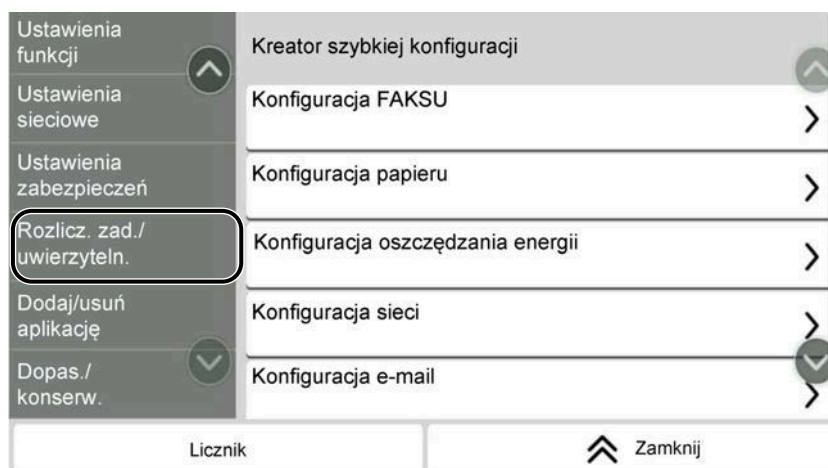 Ustawienia
funkcji
Ustawienia
sieciowe
Ustawienia
zabezpieczeń
Rozlicz. zad./
uwierzyteln.
Dodaj/usuń
aplikację
Dopas./
konserw.
Kreator szybkiej konfiguracji
Konfiguracja FAKSU
Konfiguracja papieru
Konfiguracja oszczędzania energii
Konfiguracja sieci
Konfiguracja e-mail
Licznik
Zamknij